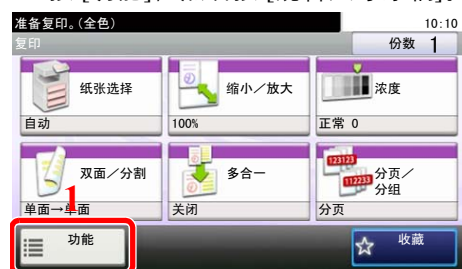 准备复印。(全色)
10:10
复印
份数 1
纸张选择
自动
缩小／放大
100%
浓度
正常 0
双面／分割
单面→单面
多合一
关闭
123123
112233
分页／
分组
分页
1
功能
收藏